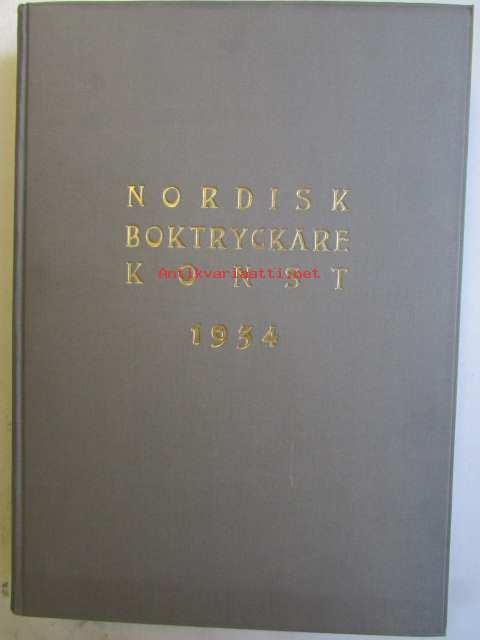 NORDISK
BOKTRYCKARE
KONST
Antikvariaatti.net
1934